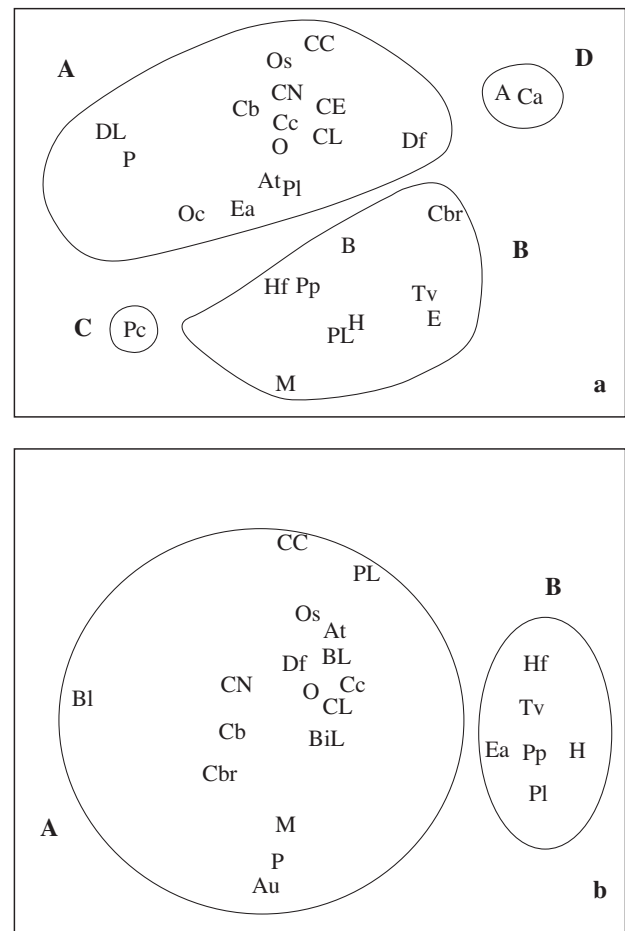 CC
A
Os
D
CN
A Ca
Cb
CE
Cc
DL
CL
Df
O
P
At
Pl
Oc
Ea
Cbr
B
B
Hf
Pp
Tv
C
Pc
H
E
PL
M
a
CC
PL
B
Os
At
BL
Df
Hf
CN
Cc
O
Bl
CL
Tv
Cb
BiL
Ea
Pp
H
Cbr
Pl
A
M
P
Au
b